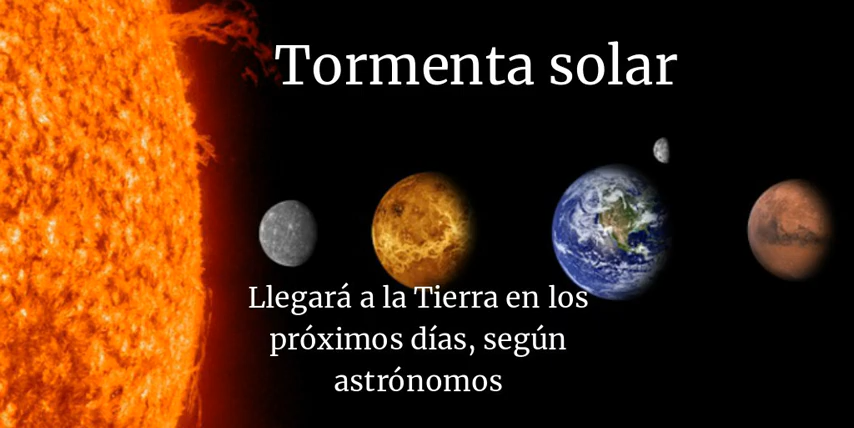 Tormenta solar
Llegará a la Tierra en los
próximos días, según
astrónomos